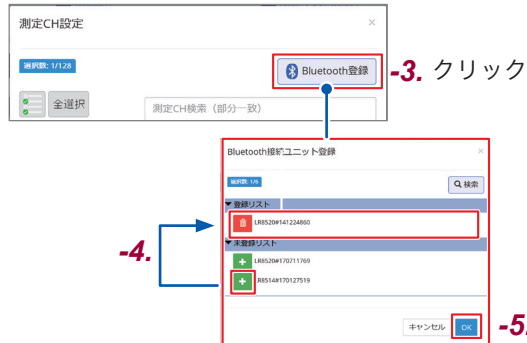 測定CH設定
×
選択数: 1/128
Bluetooth登録
-3. クリック
全選択
測定CH検索（部分一致）
Bluetooth接続ユニット登録
×
選択数: 1/6
検索
▼登録リスト
LR8520#141224860
▼未登録リスト
-4.
LR8520#170711769
LR8514#170127519
キャンセル
OK
-5.